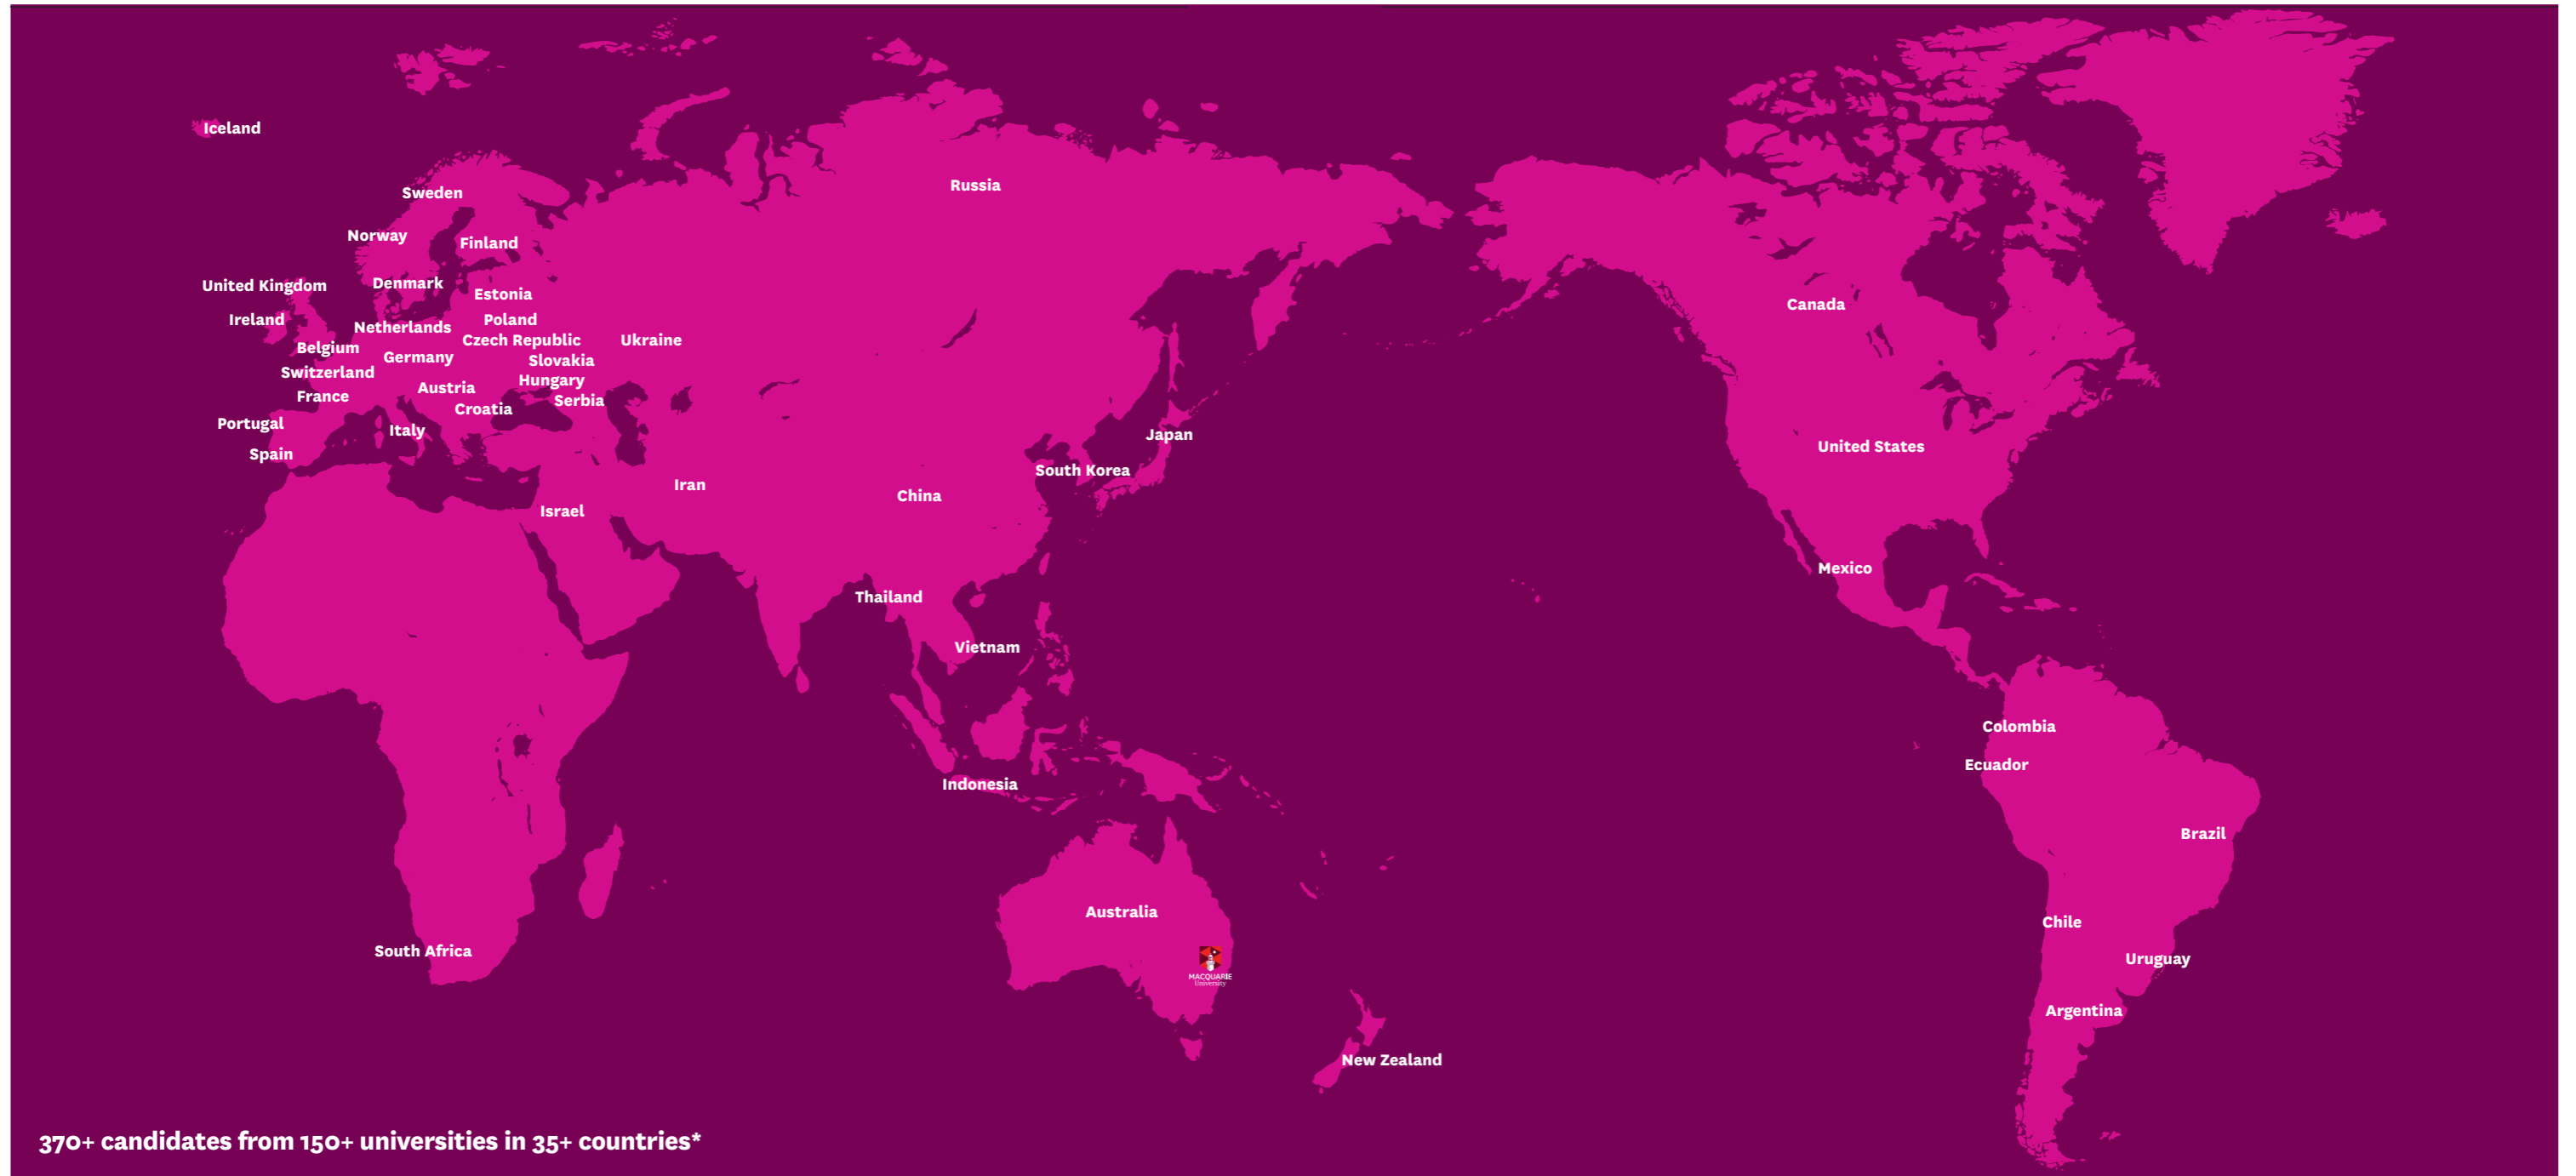 Iceland
Sweden
Russia
Norway
Finland
United Kingdom
Denmark
Estonia
Canada
Ireland
Netherlands
Poland
Belgium
Czech Republic
Ukraine
Germany
Slovakia
Switzerland
Hungary
Austria
France
Serbia
Croatia
Portugal
Italy
Japan
Spain
United States
South Korea
Iran
China
Israel
Mexico
Thailand
Vietnam
Colombia
Ecuador
Indonesia
Brazil
Australia
Chile
South Africa
Uruguay
MACQUARIE
University
Argentina
New Zealand
370+ candidates from 150+ universities in 35+ countries*